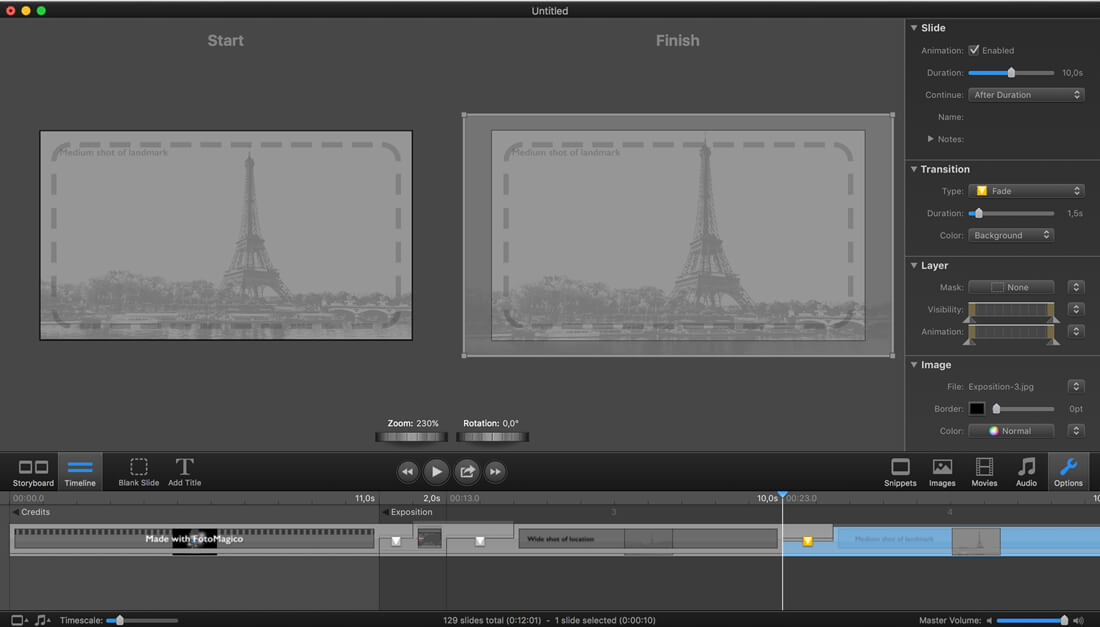 Untitled
Start
Finish
Medium shot of landmark
Medium shot of landmark
Zoom: 230%
Rotation: 0,0°
Slide
Animation: Enabled
Duration: 10,0s
Continue: After Duration
Name:
Notes:
Transition
Type: Fade
Duration: 1,5s
Color: Background
Layer
Mask: None
Visibility:
Animation:
Image
File: Exposition-3.jpg
Border: 0pt
Color: Normal
Storyboard
Timeline
Blank Slide
Add Title
Snippets
Images
Movies
Audio
Options
00:00.0
11,0s
2,0s
00:13.0
10,0s
00:23.0
10
Credits
Exposition
3
4
Made with FotoMagico
Wide shot of location
Medium shot of landmark
Timescale:
129 slides total (0:12:01) - 1 slide selected (0:00:10)
Master Volume: